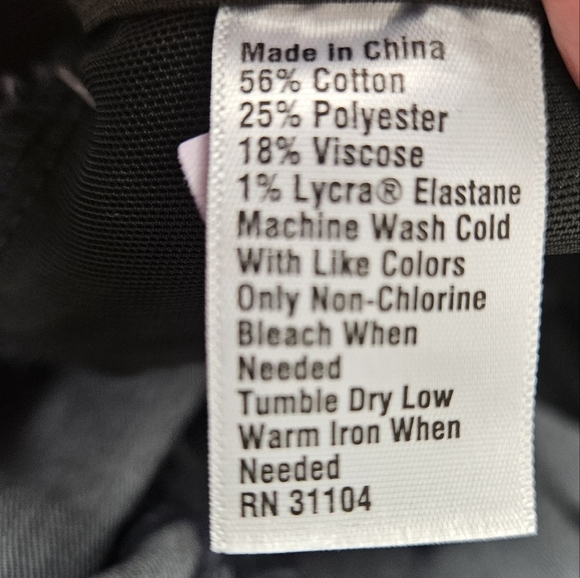 Made in China
56% Cotton
25% Polyester
18% Viscose
1% Lycra® Elastane
Machine Wash Cold
With Like Colors
Only Non-Chlorine
Bleach When
Needed
Tumble Dry Low
Warm Iron When
Needed
RN 31104